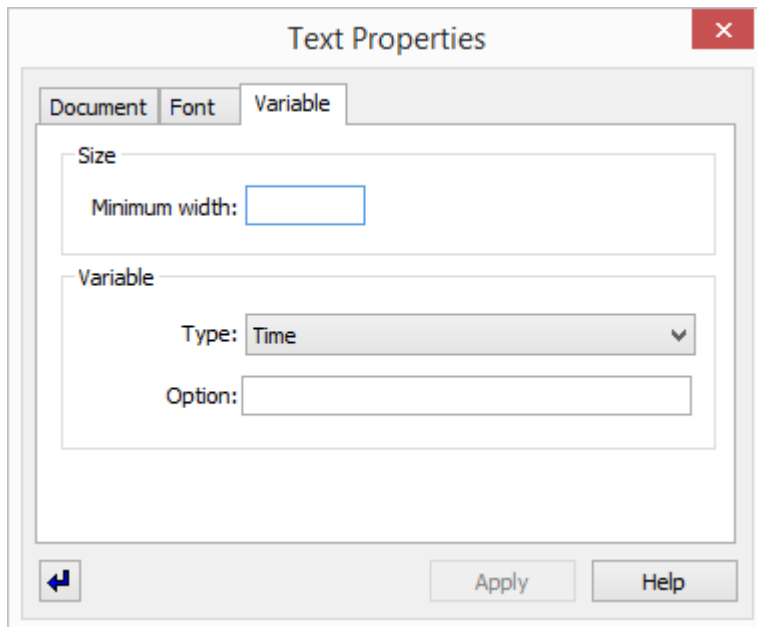 Text Properties
Document Font Variable
Size
Minimum width:
Variable
Type: Time
Option:
Apply Help